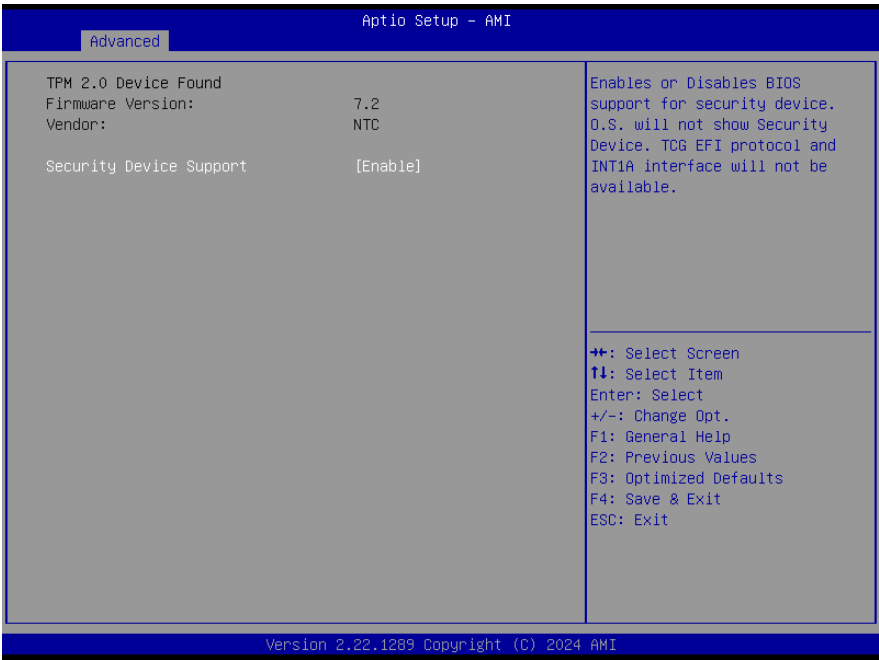 Aptio Setup – AMI
Advanced
TPM 2.0 Device Found
Firmware Version: 7.2
Vendor: NTC
Security Device Support [Enable]
Enables or Disables BIOS
support for security device.
O.S. will not show Security
Device. TCG EFI protocol and
INT1A interface will not be
available.
→←: Select Screen
↑↓: Select Item
Enter: Select
+/-: Change Opt.
F1: General Help
F2: Previous Values
F3: Optimized Defaults
F4: Save & Exit
ESC: Exit
Version 2.22.1289 Copyright (C) 2024 AMI